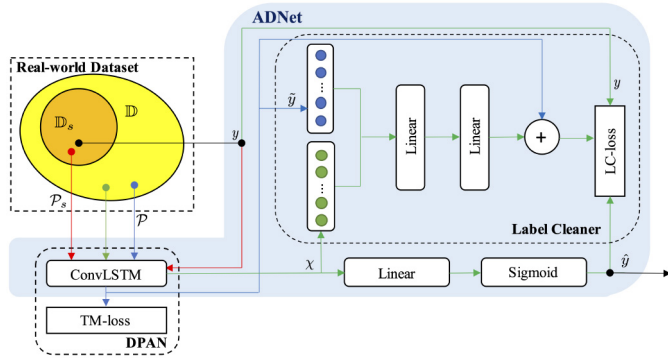 ADNet
Real-world Dataset
𝔻
𝔻ₛ
y
ỹ
y
Linear
Linear
+
LC-loss
𝒫ₛ
𝒫
Label Cleaner
ConvLSTM
χ
Linear
Sigmoid
ŷ
TM-loss
DPAN